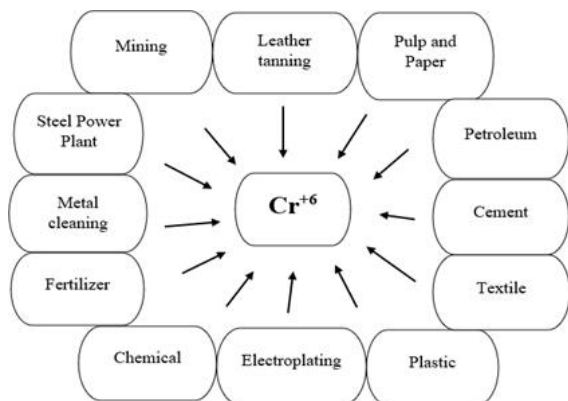 Mining
Leather
tanning
Pulp and
Paper
Steel Power
Plant
Petroleum
Metal
cleaning
Cr⁺⁶
Cement
Fertilizer
Textile
Chemical
Electroplating
Plastic